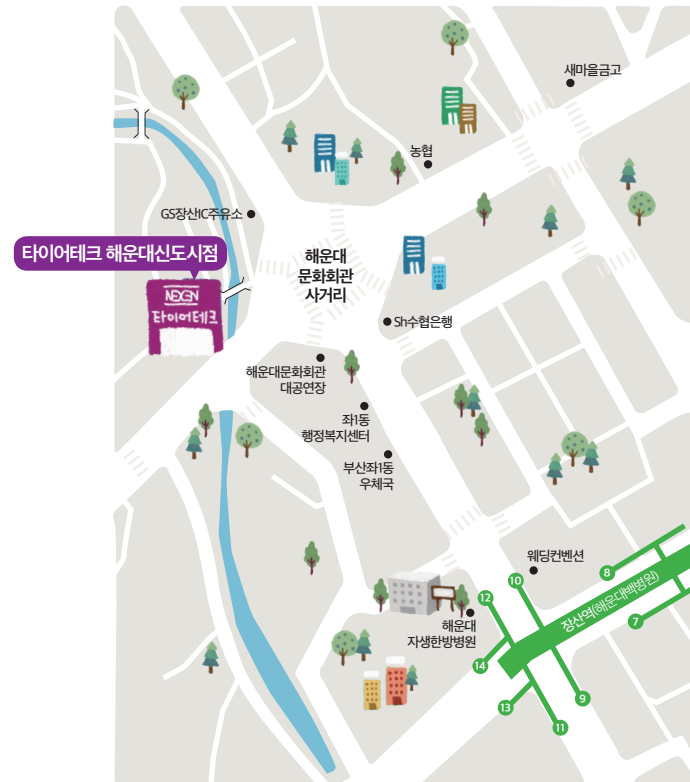 새마을금고
농협
GS장산IC주유소
타이어테크 해운대신도시점
해운대
문화회관
사거리
NEXEN
타이어테크
Sh수협은행
해운대문화회관
대공연장
좌1동
행정복지센터
부산좌1동
우체국
웨딩컨벤션
8
10
12
장산역(해운대백병원)
7
해운대
자생한방병원
14
9
13
11